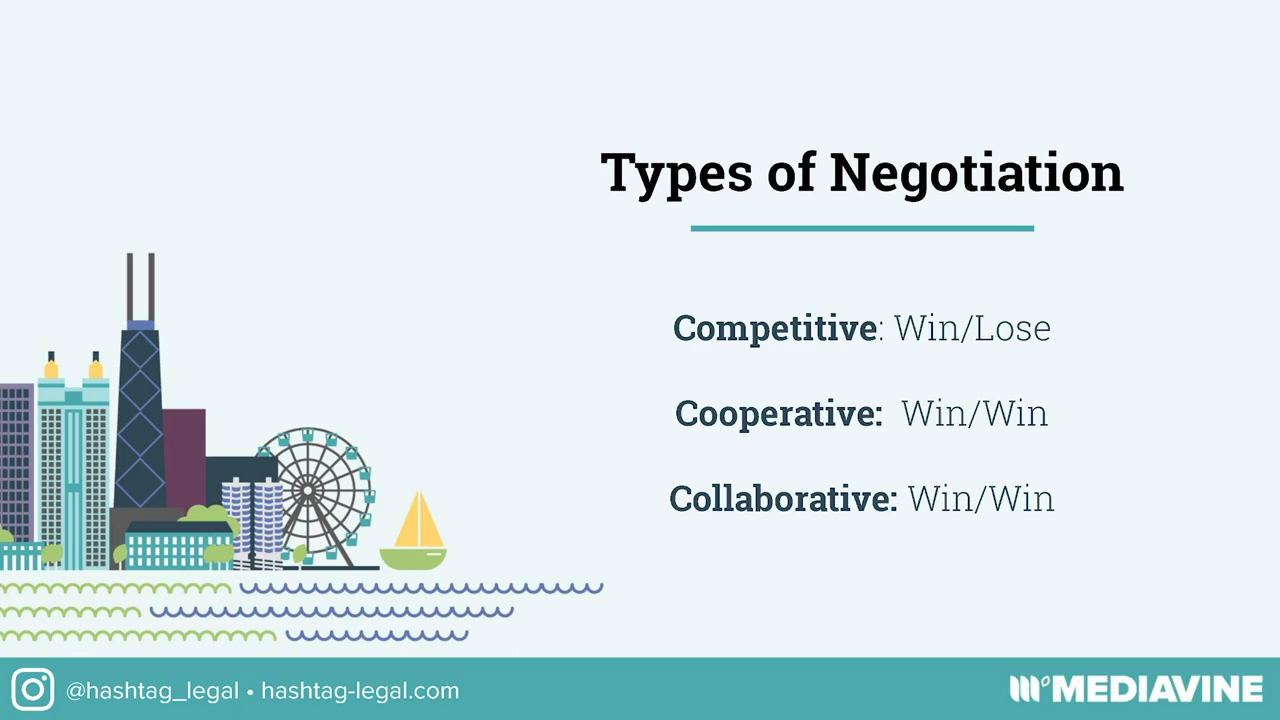 Types of Negotiation
Competitive: Win/Lose
Cooperative: Win/Win
Collaborative: Win/Win
@hashtag_legal • hashtag-legal.com
MEDIAVINE